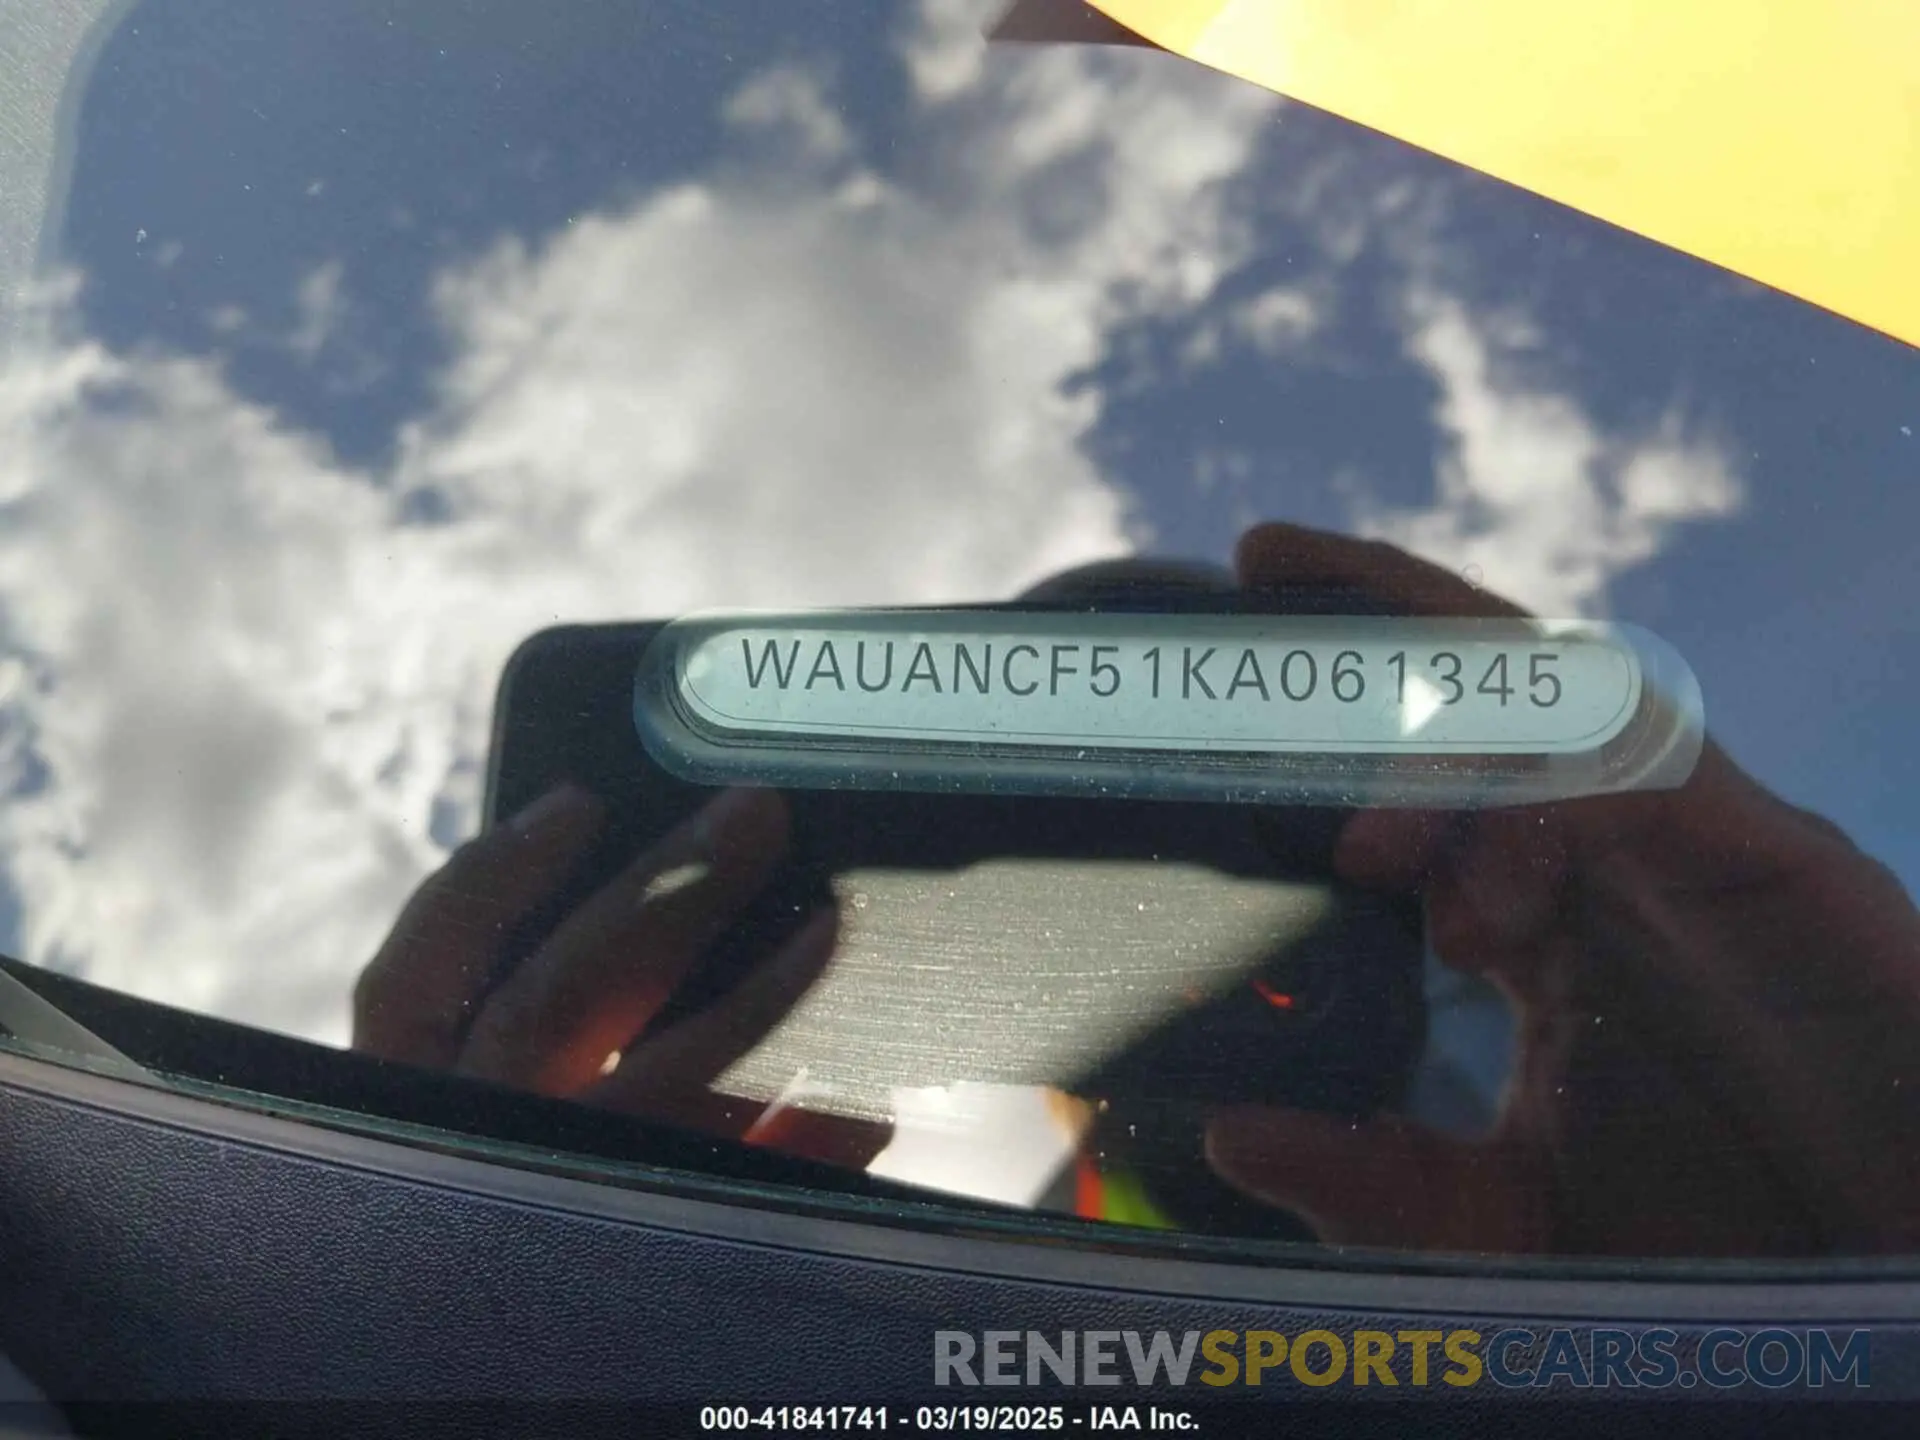 WAUANCF51KA061345
RENEWSPORTSCARS.COM
000-41841741 - 03/19/2025 - IAA Inc.